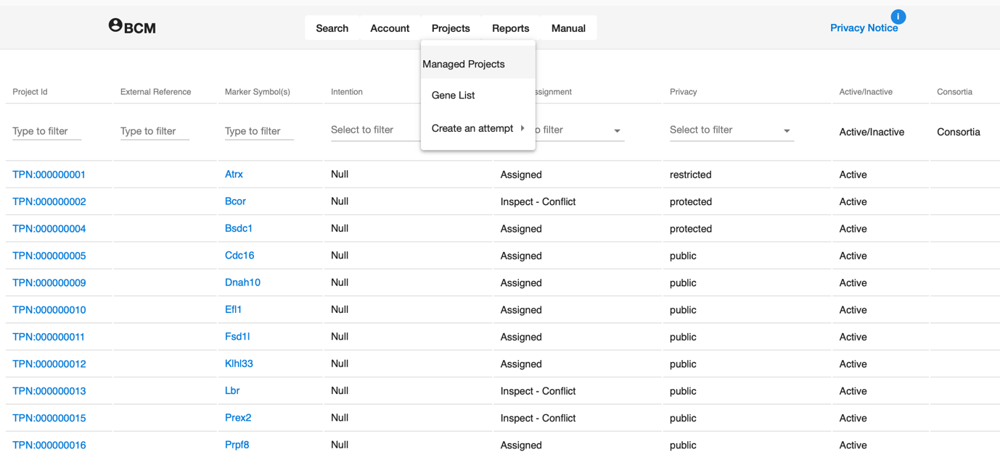 BCM
Search Account Projects Reports Manual
i
Privacy Notice
Managed Projects
Gene List
Create an attempt
Project Id External Reference Marker Symbol(s) Intention ssignment Privacy Active/Inactive Consortia
Type to filter Type to filter Type to filter Select to filter o filter Select to filter Active/Inactive Consortia
TPN:000000001 Atrx Null Assigned restricted Active
TPN:000000002 Bcor Null Inspect - Conflict protected Active
TPN:000000004 Bsdc1 Null Assigned protected Active
TPN:000000005 Cdc16 Null Assigned public Active
TPN:000000009 Dnah10 Null Assigned public Active
TPN:000000010 Efl1 Null Assigned public Active
TPN:000000011 Fsd1l Null Assigned public Active
TPN:000000012 Klhl33 Null Assigned public Active
TPN:000000013 Lbr Null Inspect - Conflict public Active
TPN:000000015 Prex2 Null Inspect - Conflict public Active
TPN:000000016 Prpf8 Null Assigned public Active